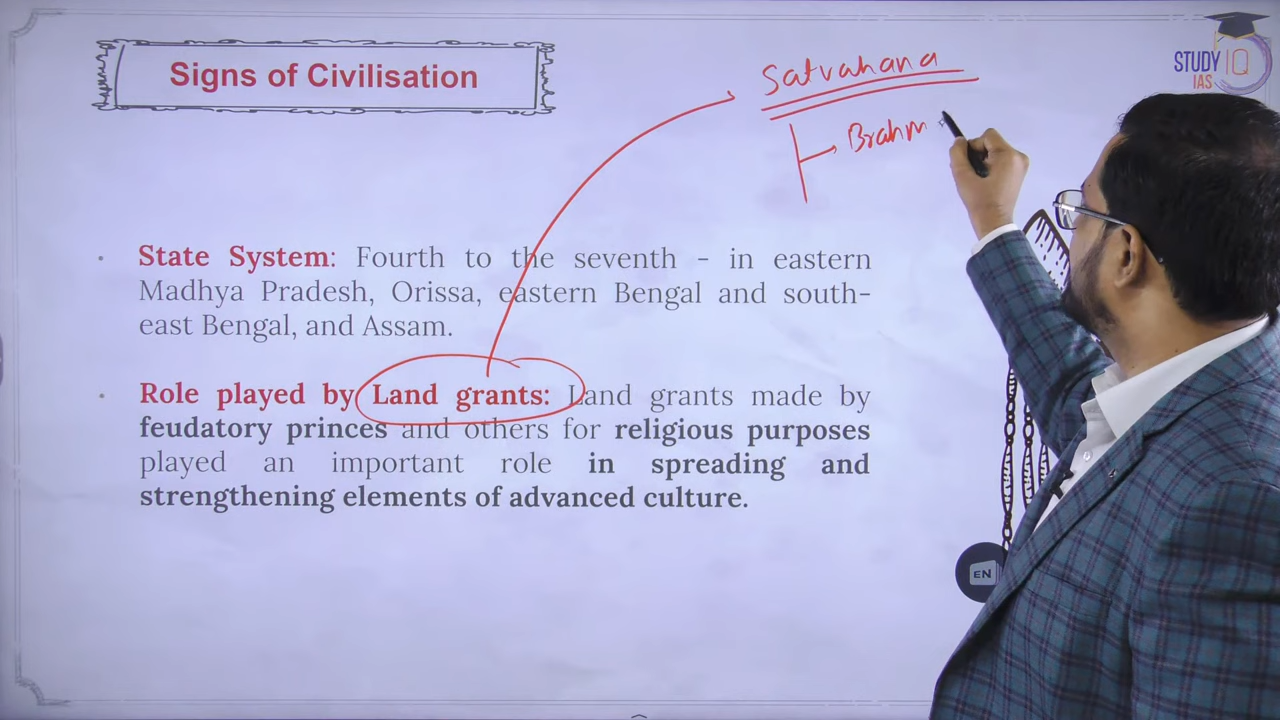 Signs of Civilisation
Satvahana
Brahm
STUDY IQ
IAS
State System: Fourth to the seventh - in eastern
Madhya Pradesh, Orissa, eastern Bengal and south-
east Bengal, and Assam.
Role played by Land grants: Land grants made by
feudatory princes and others for religious purposes
played an important role in spreading and
strengthening elements of advanced culture.
EN